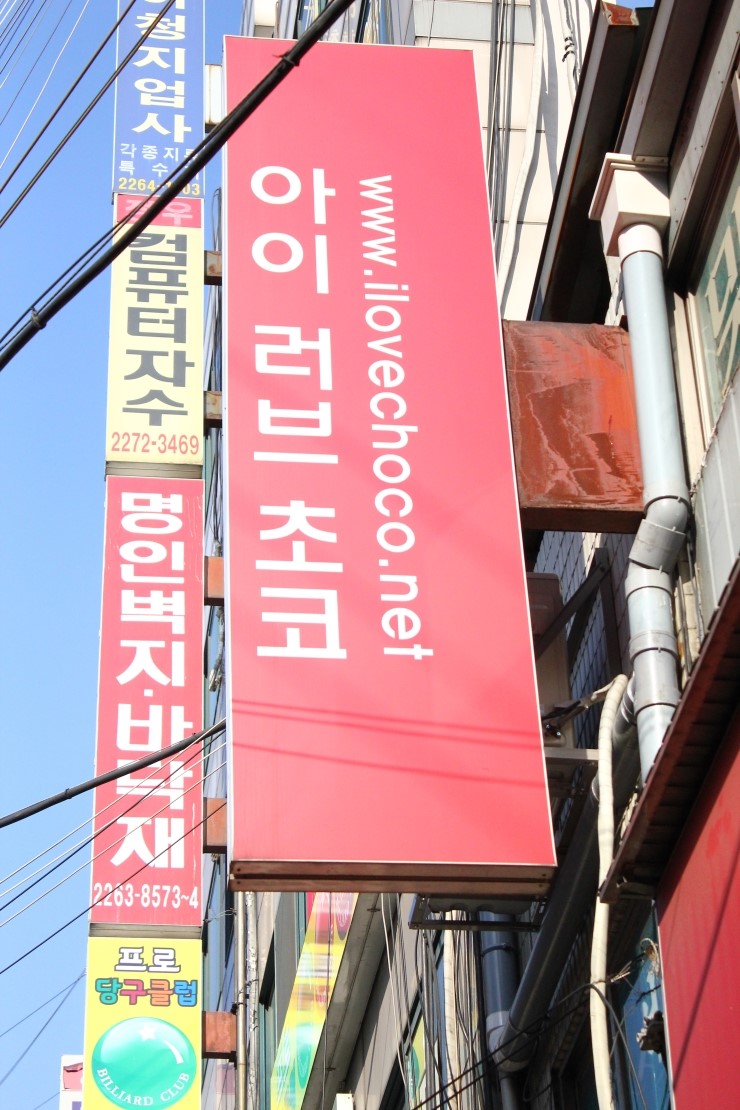 청지업사
각종지
특수
컴퓨터자수
2272-3469
명인벽지·바닥재
2263-8573~4
프로
당구클럽
BILLIARD CLUB
아이 러브 초코
www.ilovechoco.net